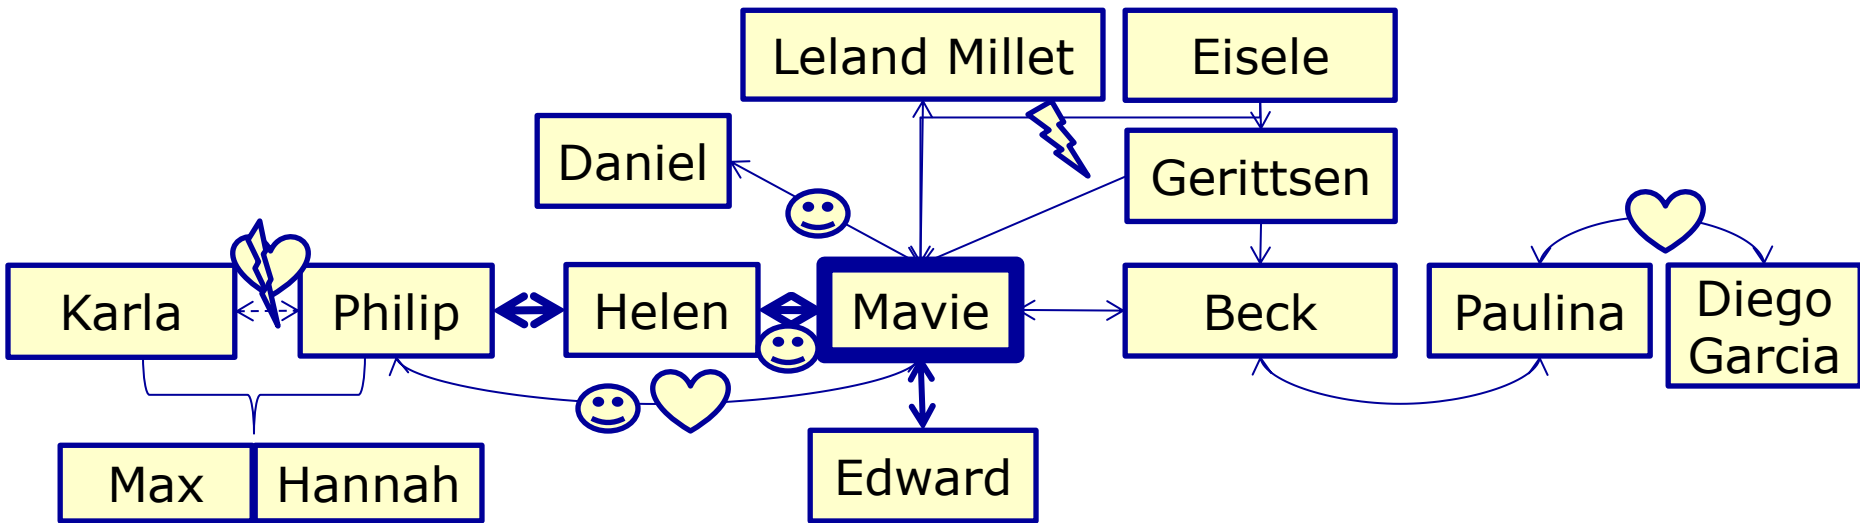 Leland Millet
Eisele
Daniel
Gerittsen
Karla
Philip
Helen
Mavie
Beck
Paulina
Diego
Garcia
Max
Hannah
Edward